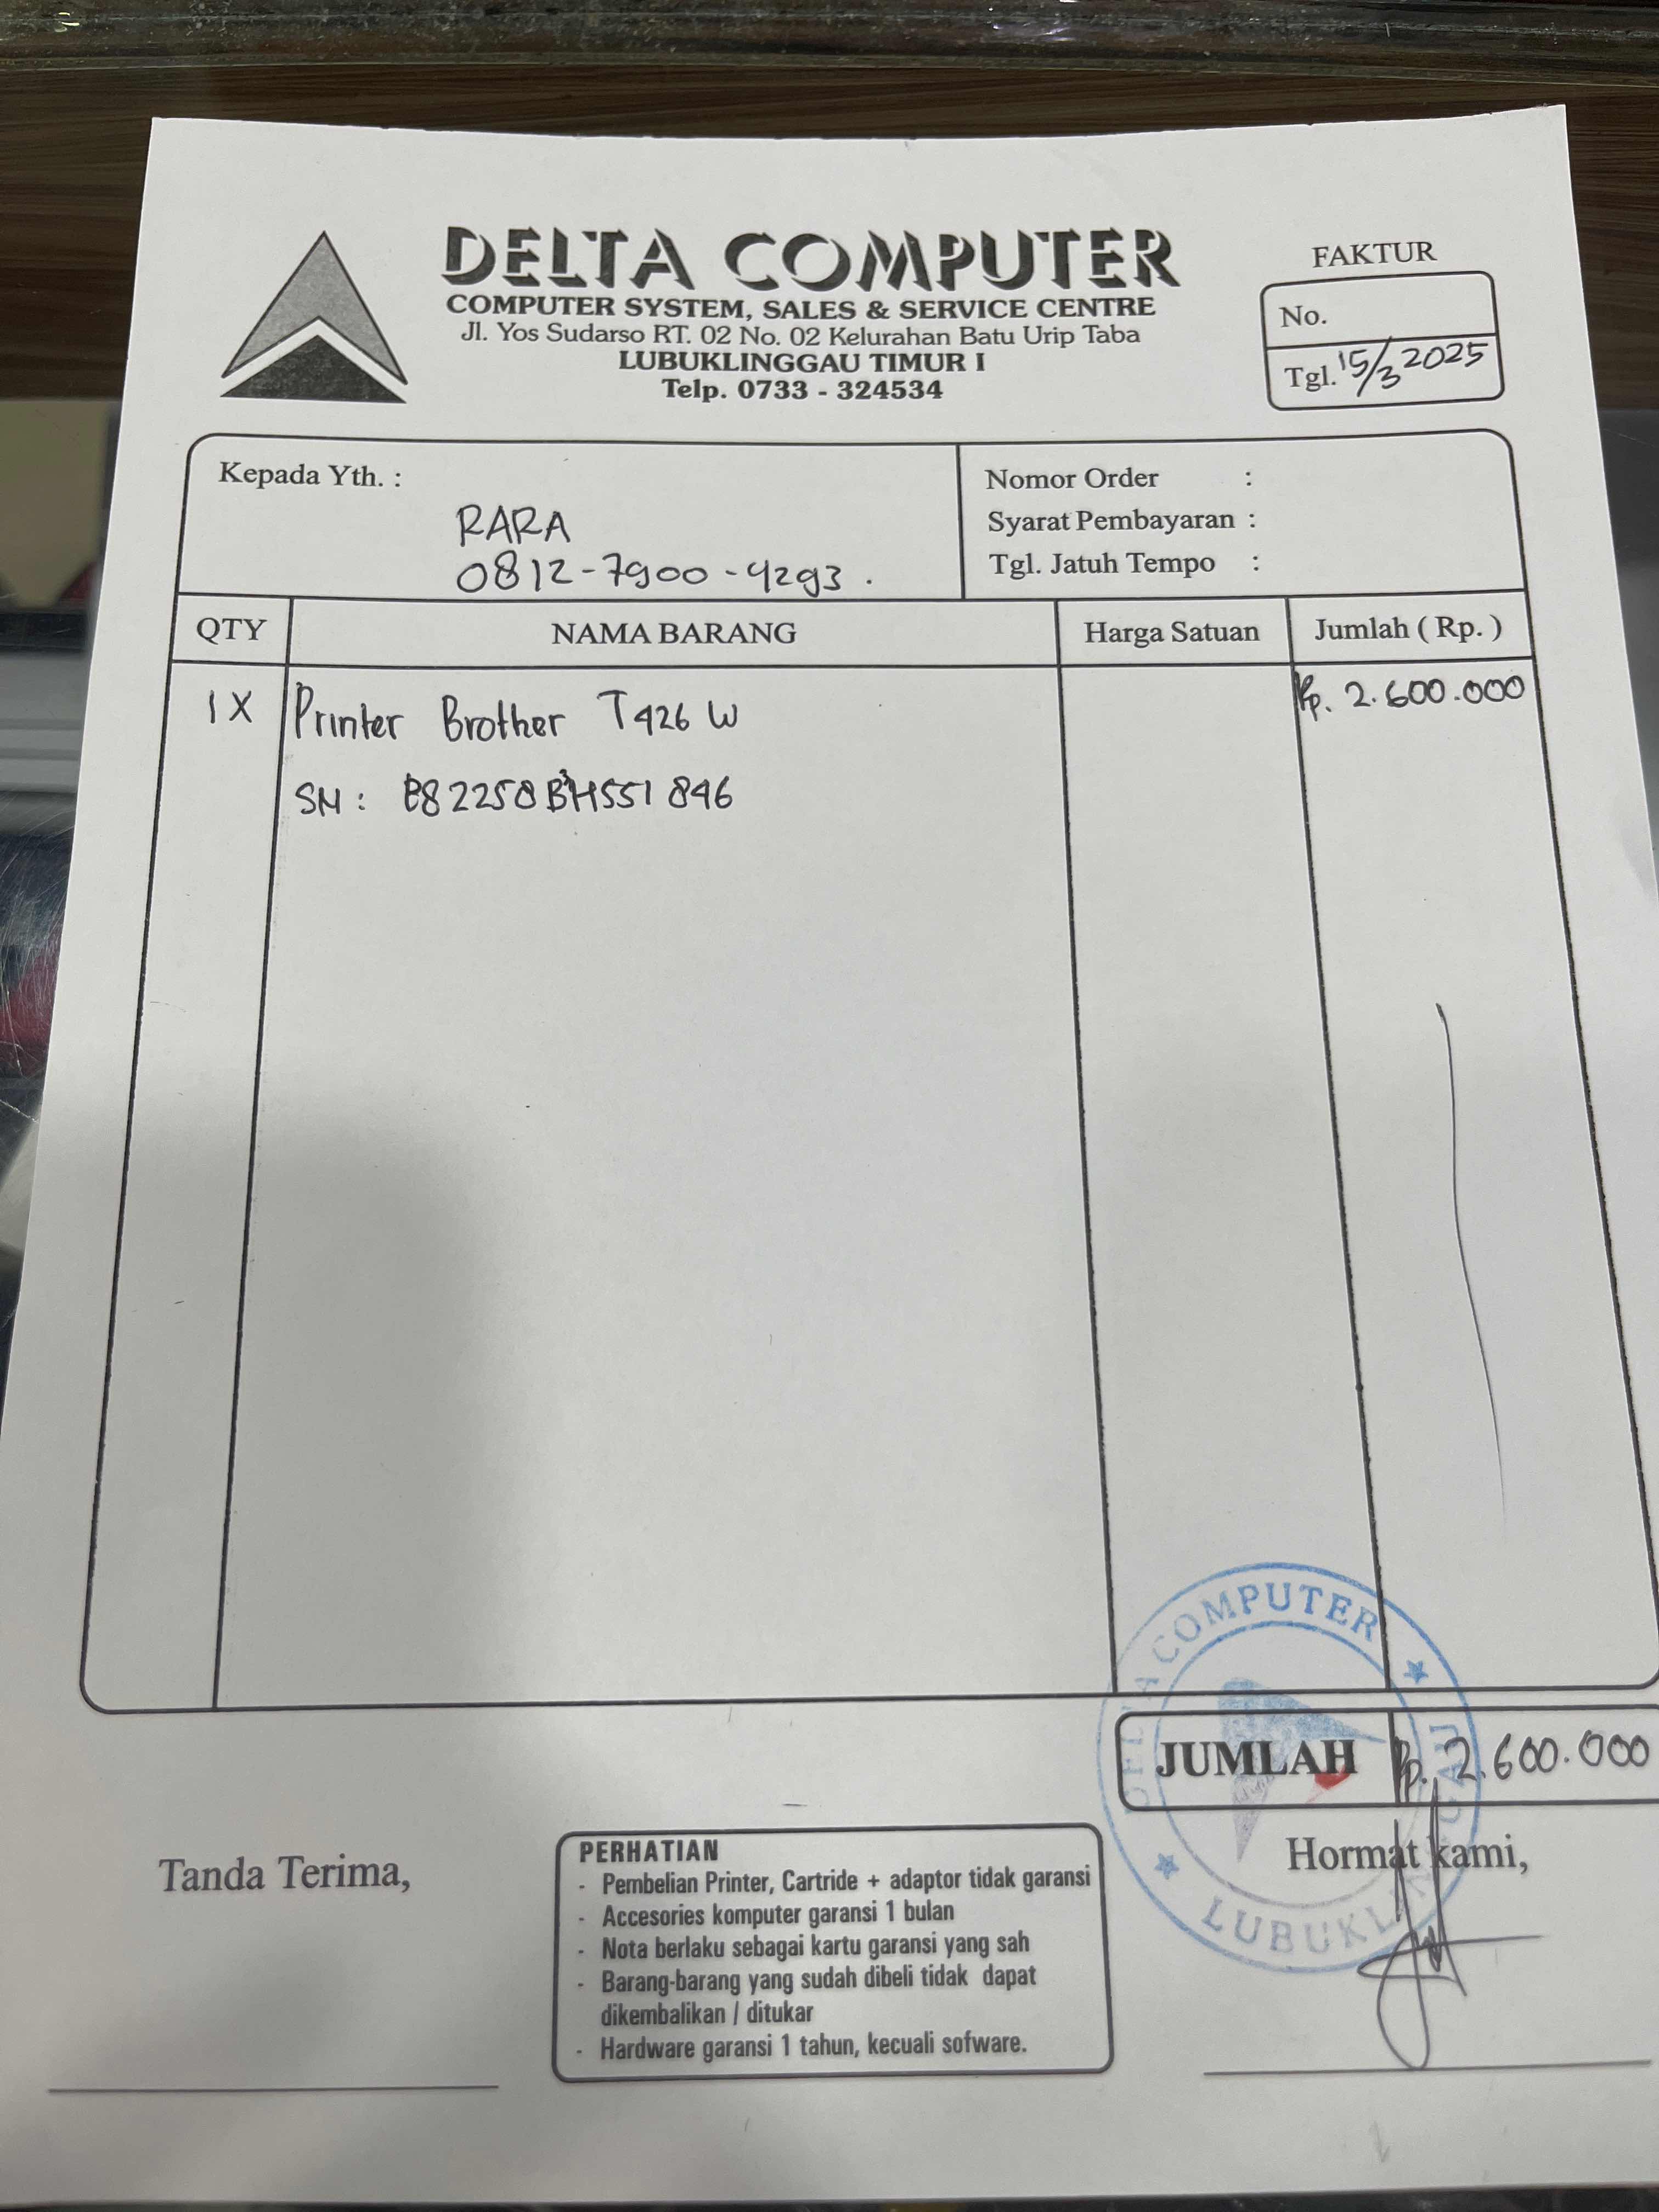 DELTA COMPUTER
COMPUTER SYSTEM, SALES & SERVICE CENTRE
Jl. Yos Sudarso RT. 02 No. 02 Kelurahan Batu Urip Taba
LUBUKLINGGAU TIMUR I
Telp. 0733 - 324534
FAKTUR
No.
Tgl. 15/3 2025
Kepada Yth. :
RARA
0812-7900-4293.
Nomor Order :
Syarat Pembayaran :
Tgl. Jatuh Tempo :
QTY NAMA BARANG Harga Satuan Jumlah ( Rp. )
1 X Printer Brother T426 W Rp. 2.600.000
SN :
JUMLAH Rp. 2.600.000
DELTA COMPUTER
LUBUKLINGGAU
Tanda Terima,
PERHATIAN
- Pembelian Printer, Cartride + adaptor tidak garansi
- Accesories komputer garansi 1 bulan
- Nota berlaku sebagai kartu garansi yang sah
- Barang-barang yang sudah dibeli tidak dapat
dikembalikan / ditukar
- Hardware garansi 1 tahun, kecuali sofware.
Hormat kami,